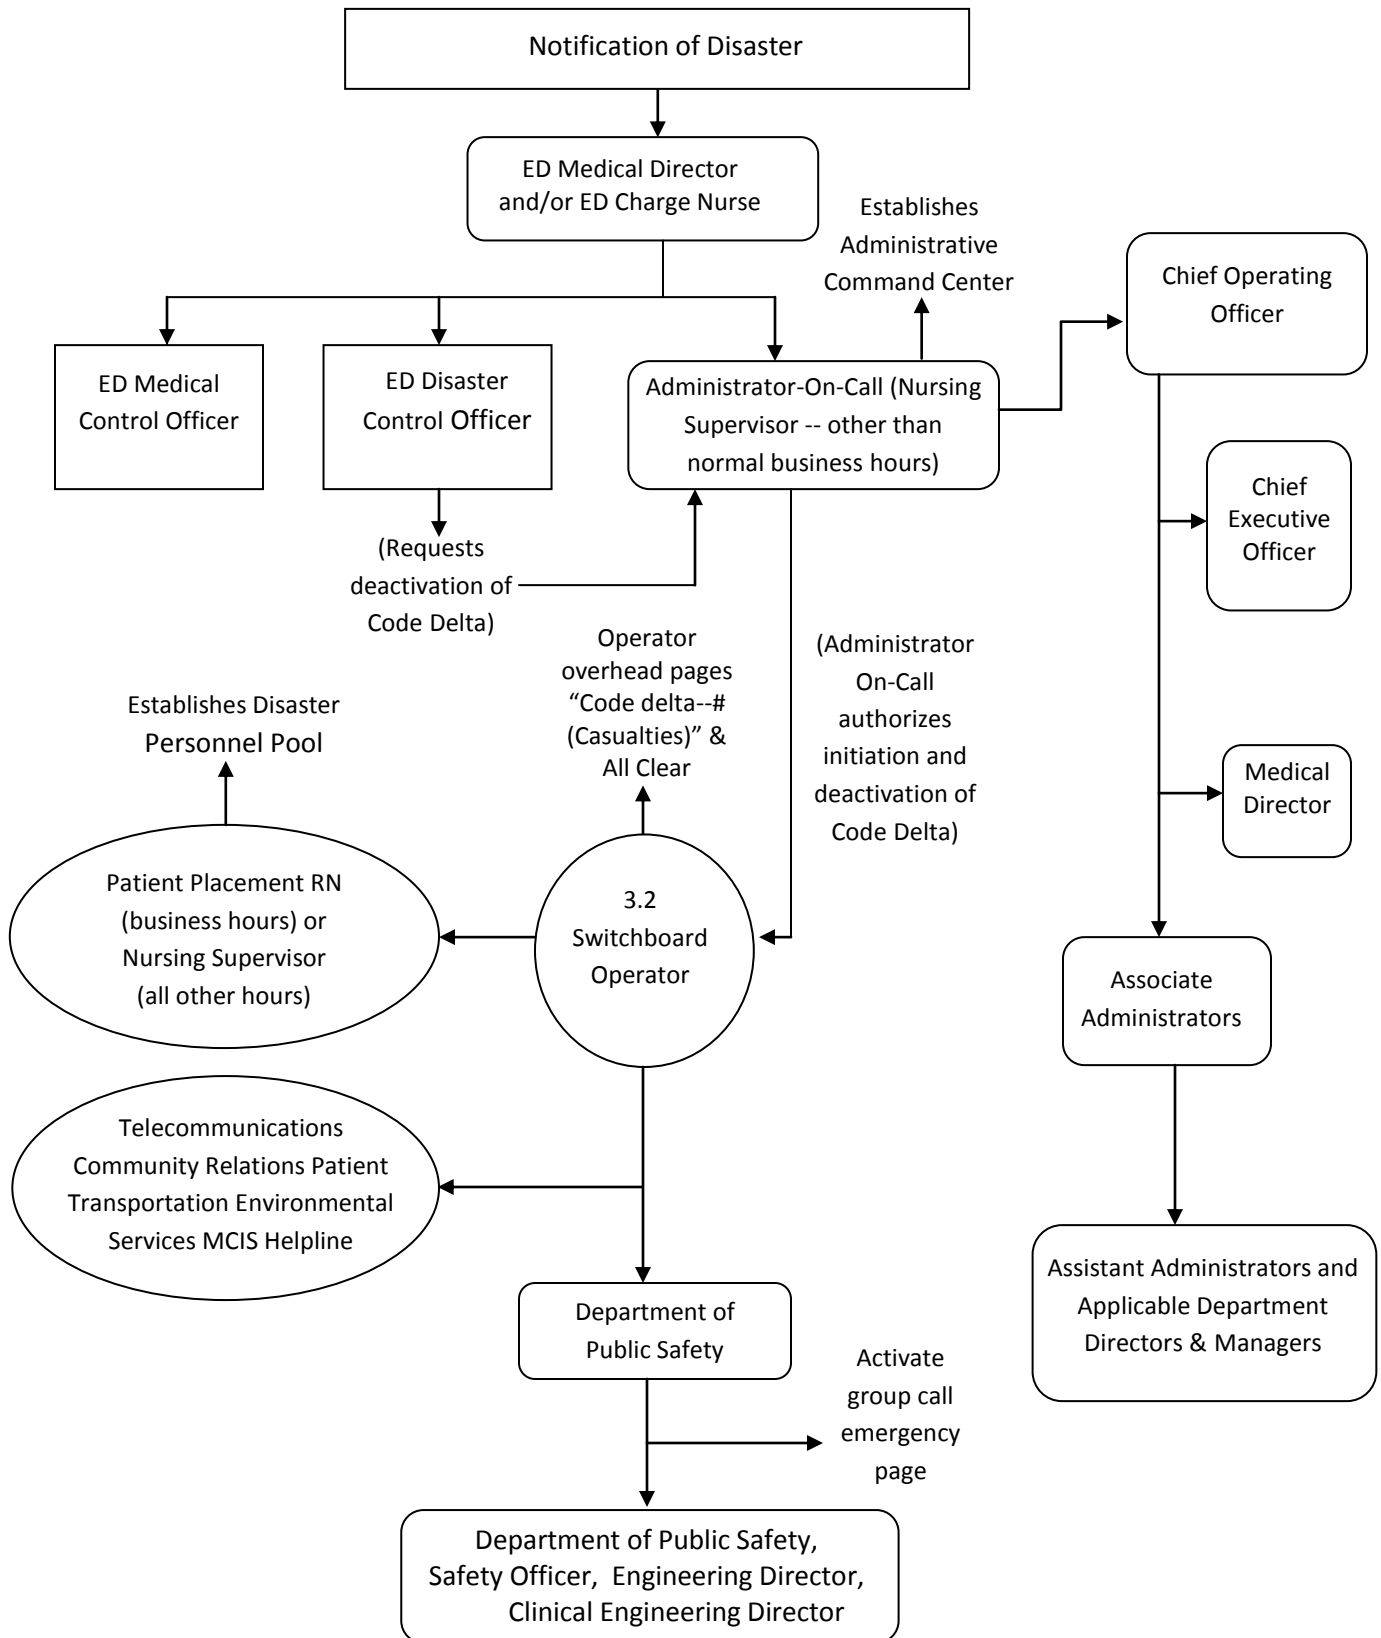 Notification of Disaster
ED Medical Director
and/or ED Charge Nurse
Establishes
Administrative
Command Center
Chief Operating
Officer
ED Medical
Control Officer
ED Disaster
Control Officer
Administrator-On-Call (Nursing
Supervisor -- other than
normal business hours)
Chief
Executive
Officer
(Requests
deactivation of
Code Delta)
Operator
overhead pages
“Code delta--#
(Casualties)” &
All Clear
(Administrator
On-Call
authorizes
initiation and
deactivation of
Code Delta)
Establishes Disaster
Personnel Pool
Medical
Director
Patient Placement RN
(business hours) or
Nursing Supervisor
(all other hours)
3.2
Switchboard
Operator
Associate
Administrators
Telecommunications
Community Relations Patient
Transportation Environmental
Services MCIS Helpline
Assistant Administrators and
Applicable Department
Directors & Managers
Department of
Public Safety
Activate
group call
emergency
page
Department of Public Safety,
Safety Officer, Engineering Director,
Clinical Engineering Director